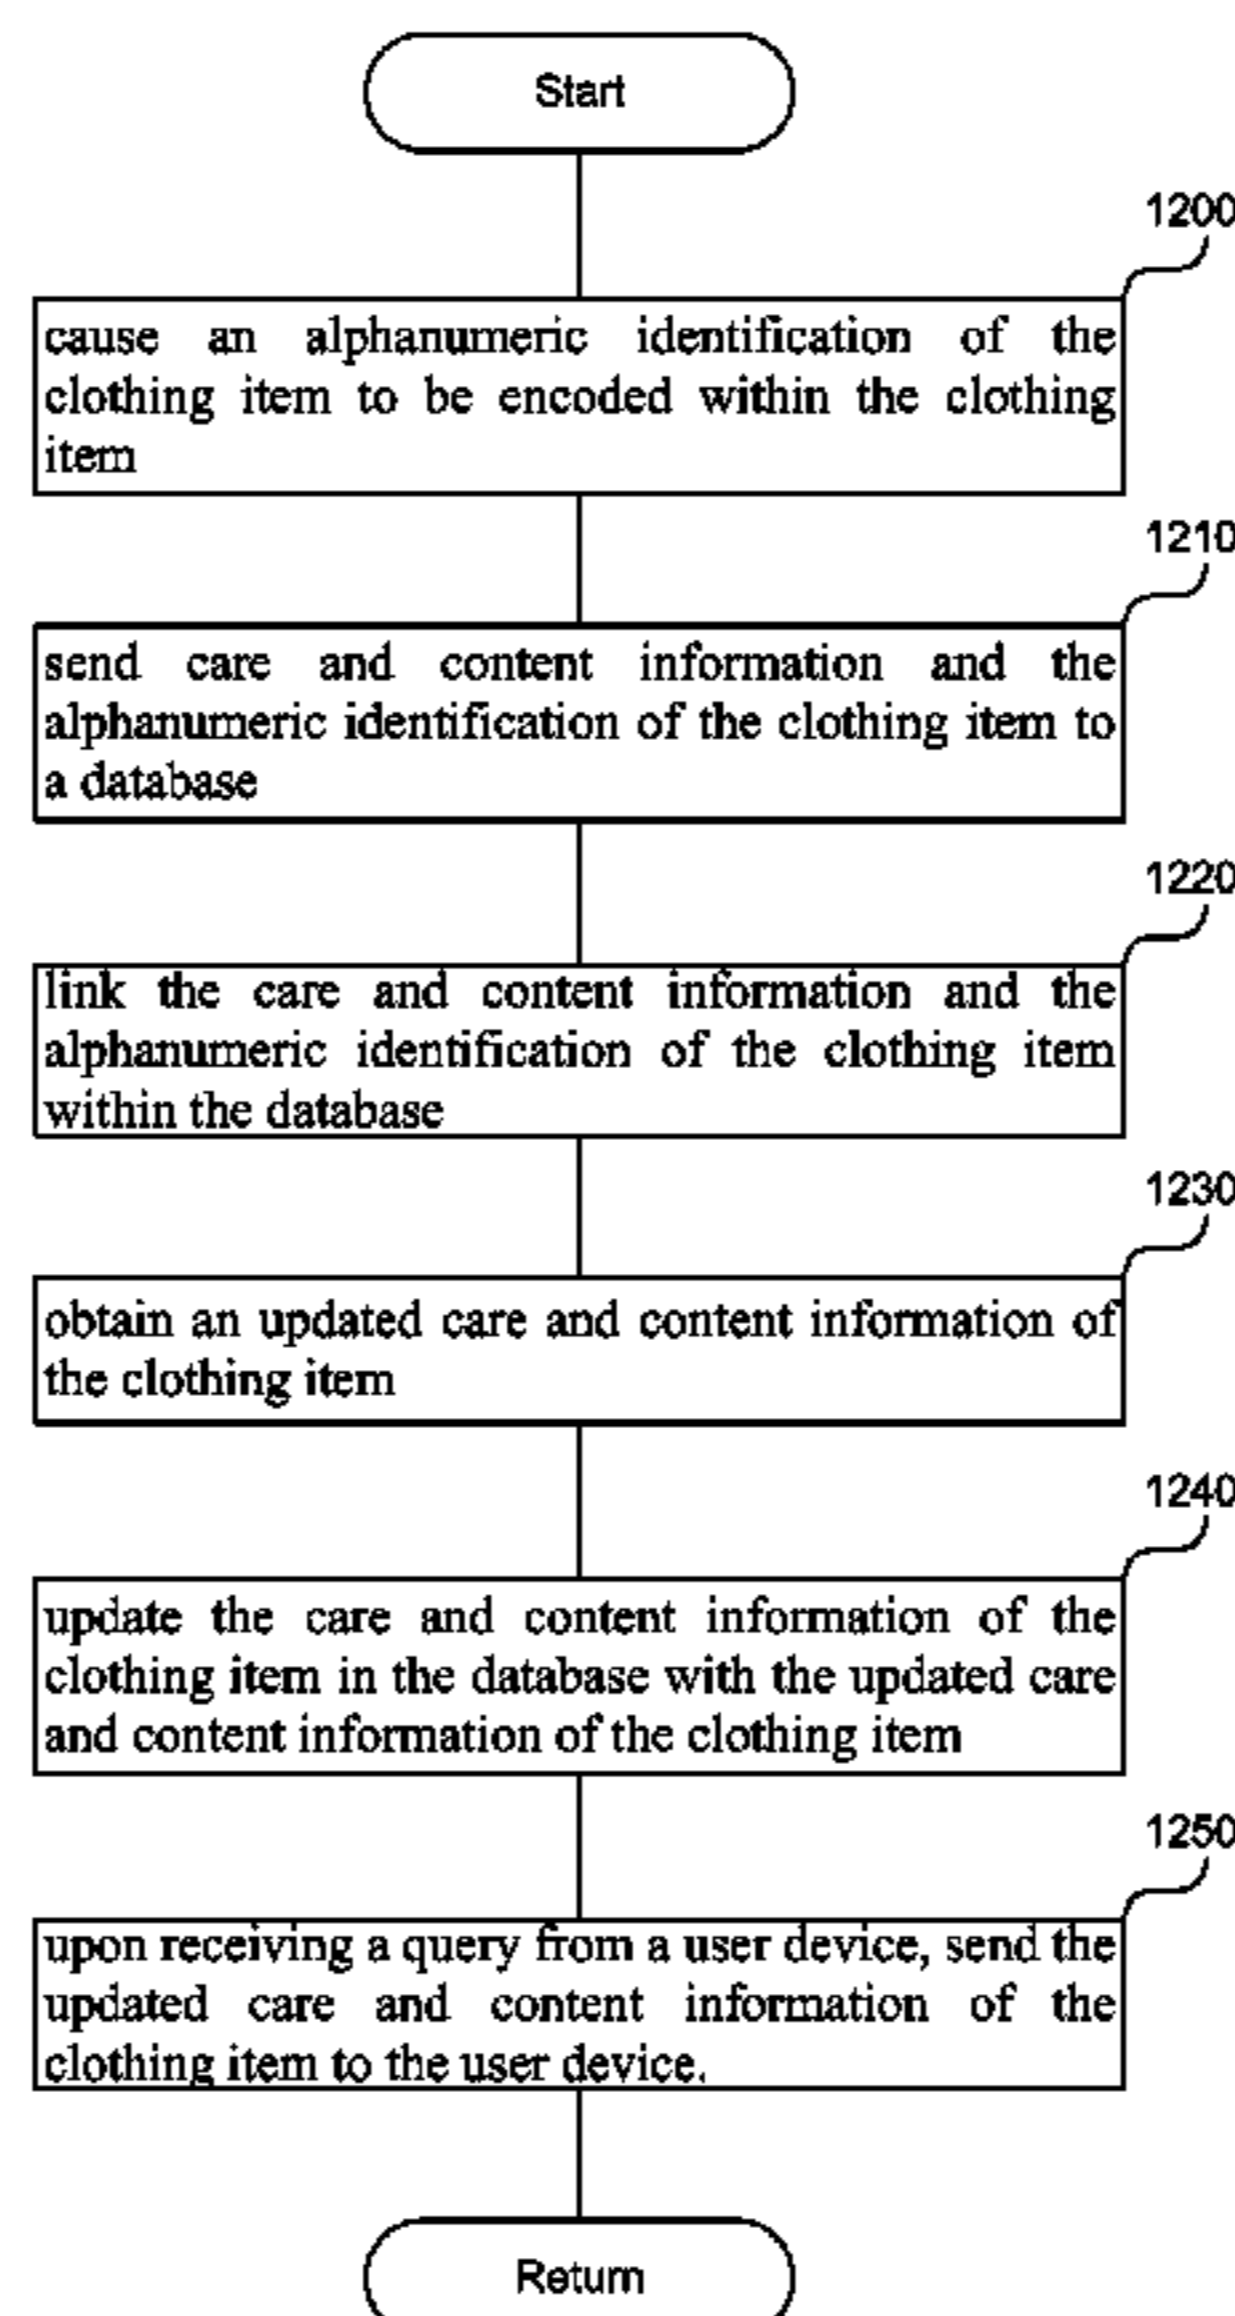 Start
1200
cause an alphanumeric identification of the
clothing item to be encoded within the clothing
item
1210
send care and content information and the
alphanumeric identification of the clothing item to
a database
1220
link the care and content information and the
alphanumeric identification of the clothing item
within the database
1230
obtain an updated care and content information of
the clothing item
1240
update the care and content information of the
clothing item in the database with the updated care
and content information of the clothing item
1250
upon receiving a query from a user device, send the
updated care and content information of the
clothing item to the user device.
Return